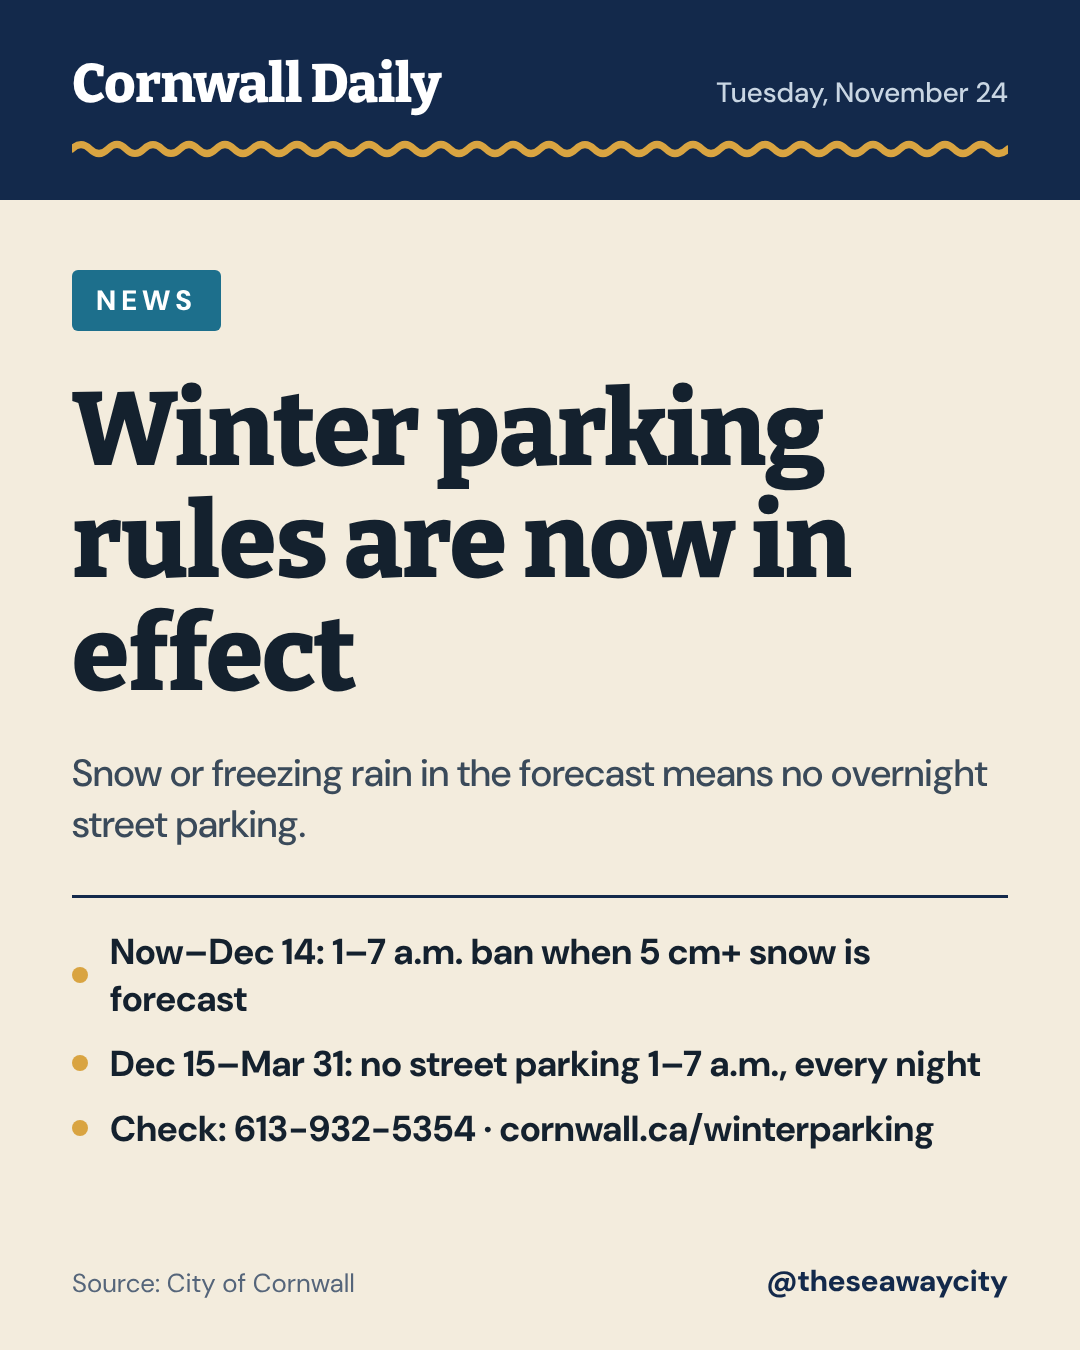 Cornwall Daily
Tuesday, November 24
NEWS
Winter parking
rules are now in
effect
Snow or freezing rain in the forecast means no overnight
street parking.
Now–Dec 14: 1–7 a.m. ban when 5 cm+ snow is
forecast
Dec 15–Mar 31: no street parking 1–7 a.m., every night
Check: 613-932-5354 · cornwall.ca/winterparking
Source: City of Cornwall
@theseawaycity